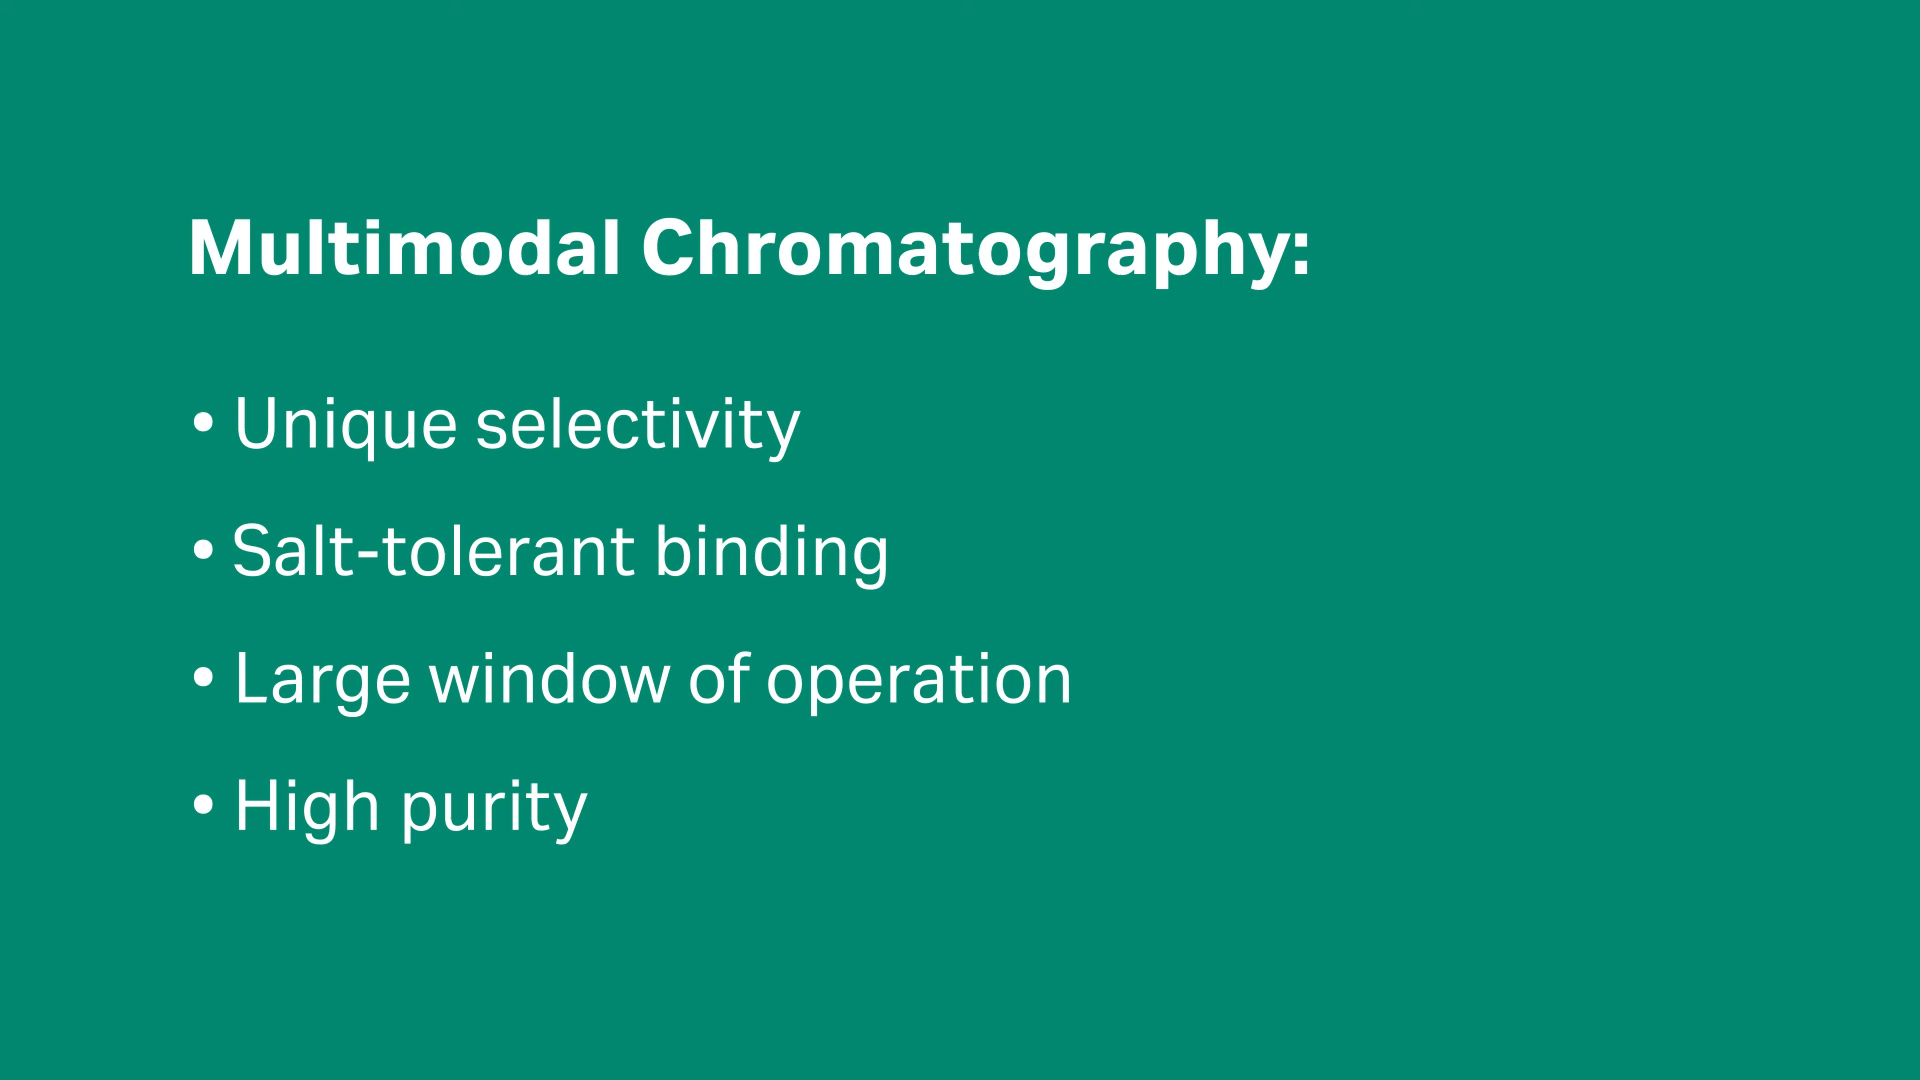 Multimodal Chromatography:
• Unique selectivity
• Salt-tolerant binding
• Large window of operation
• High purity